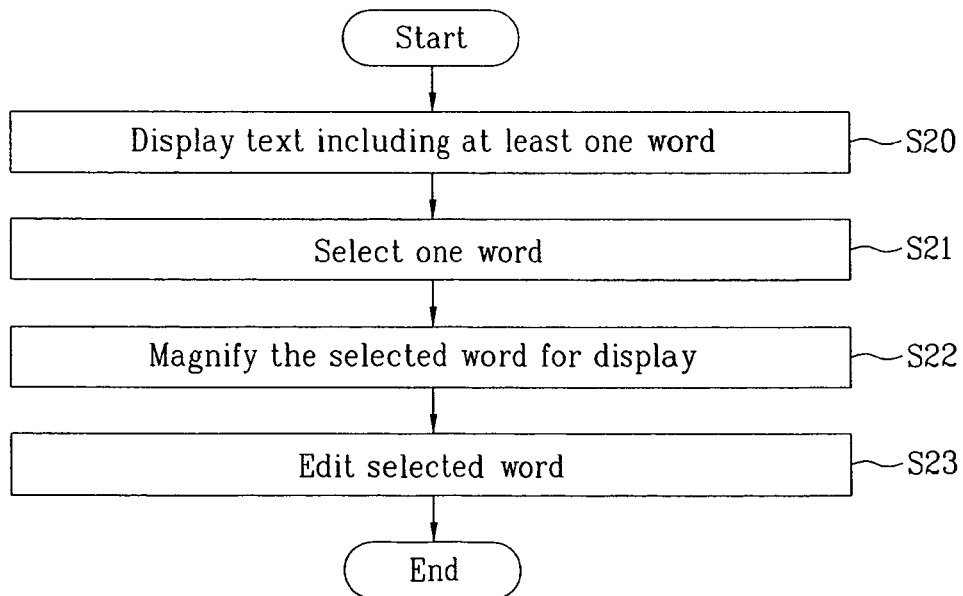 Start
Display text including at least one word
S20
Select one word
S21
Magnify the selected word for display
S22
Edit selected word
S23
End